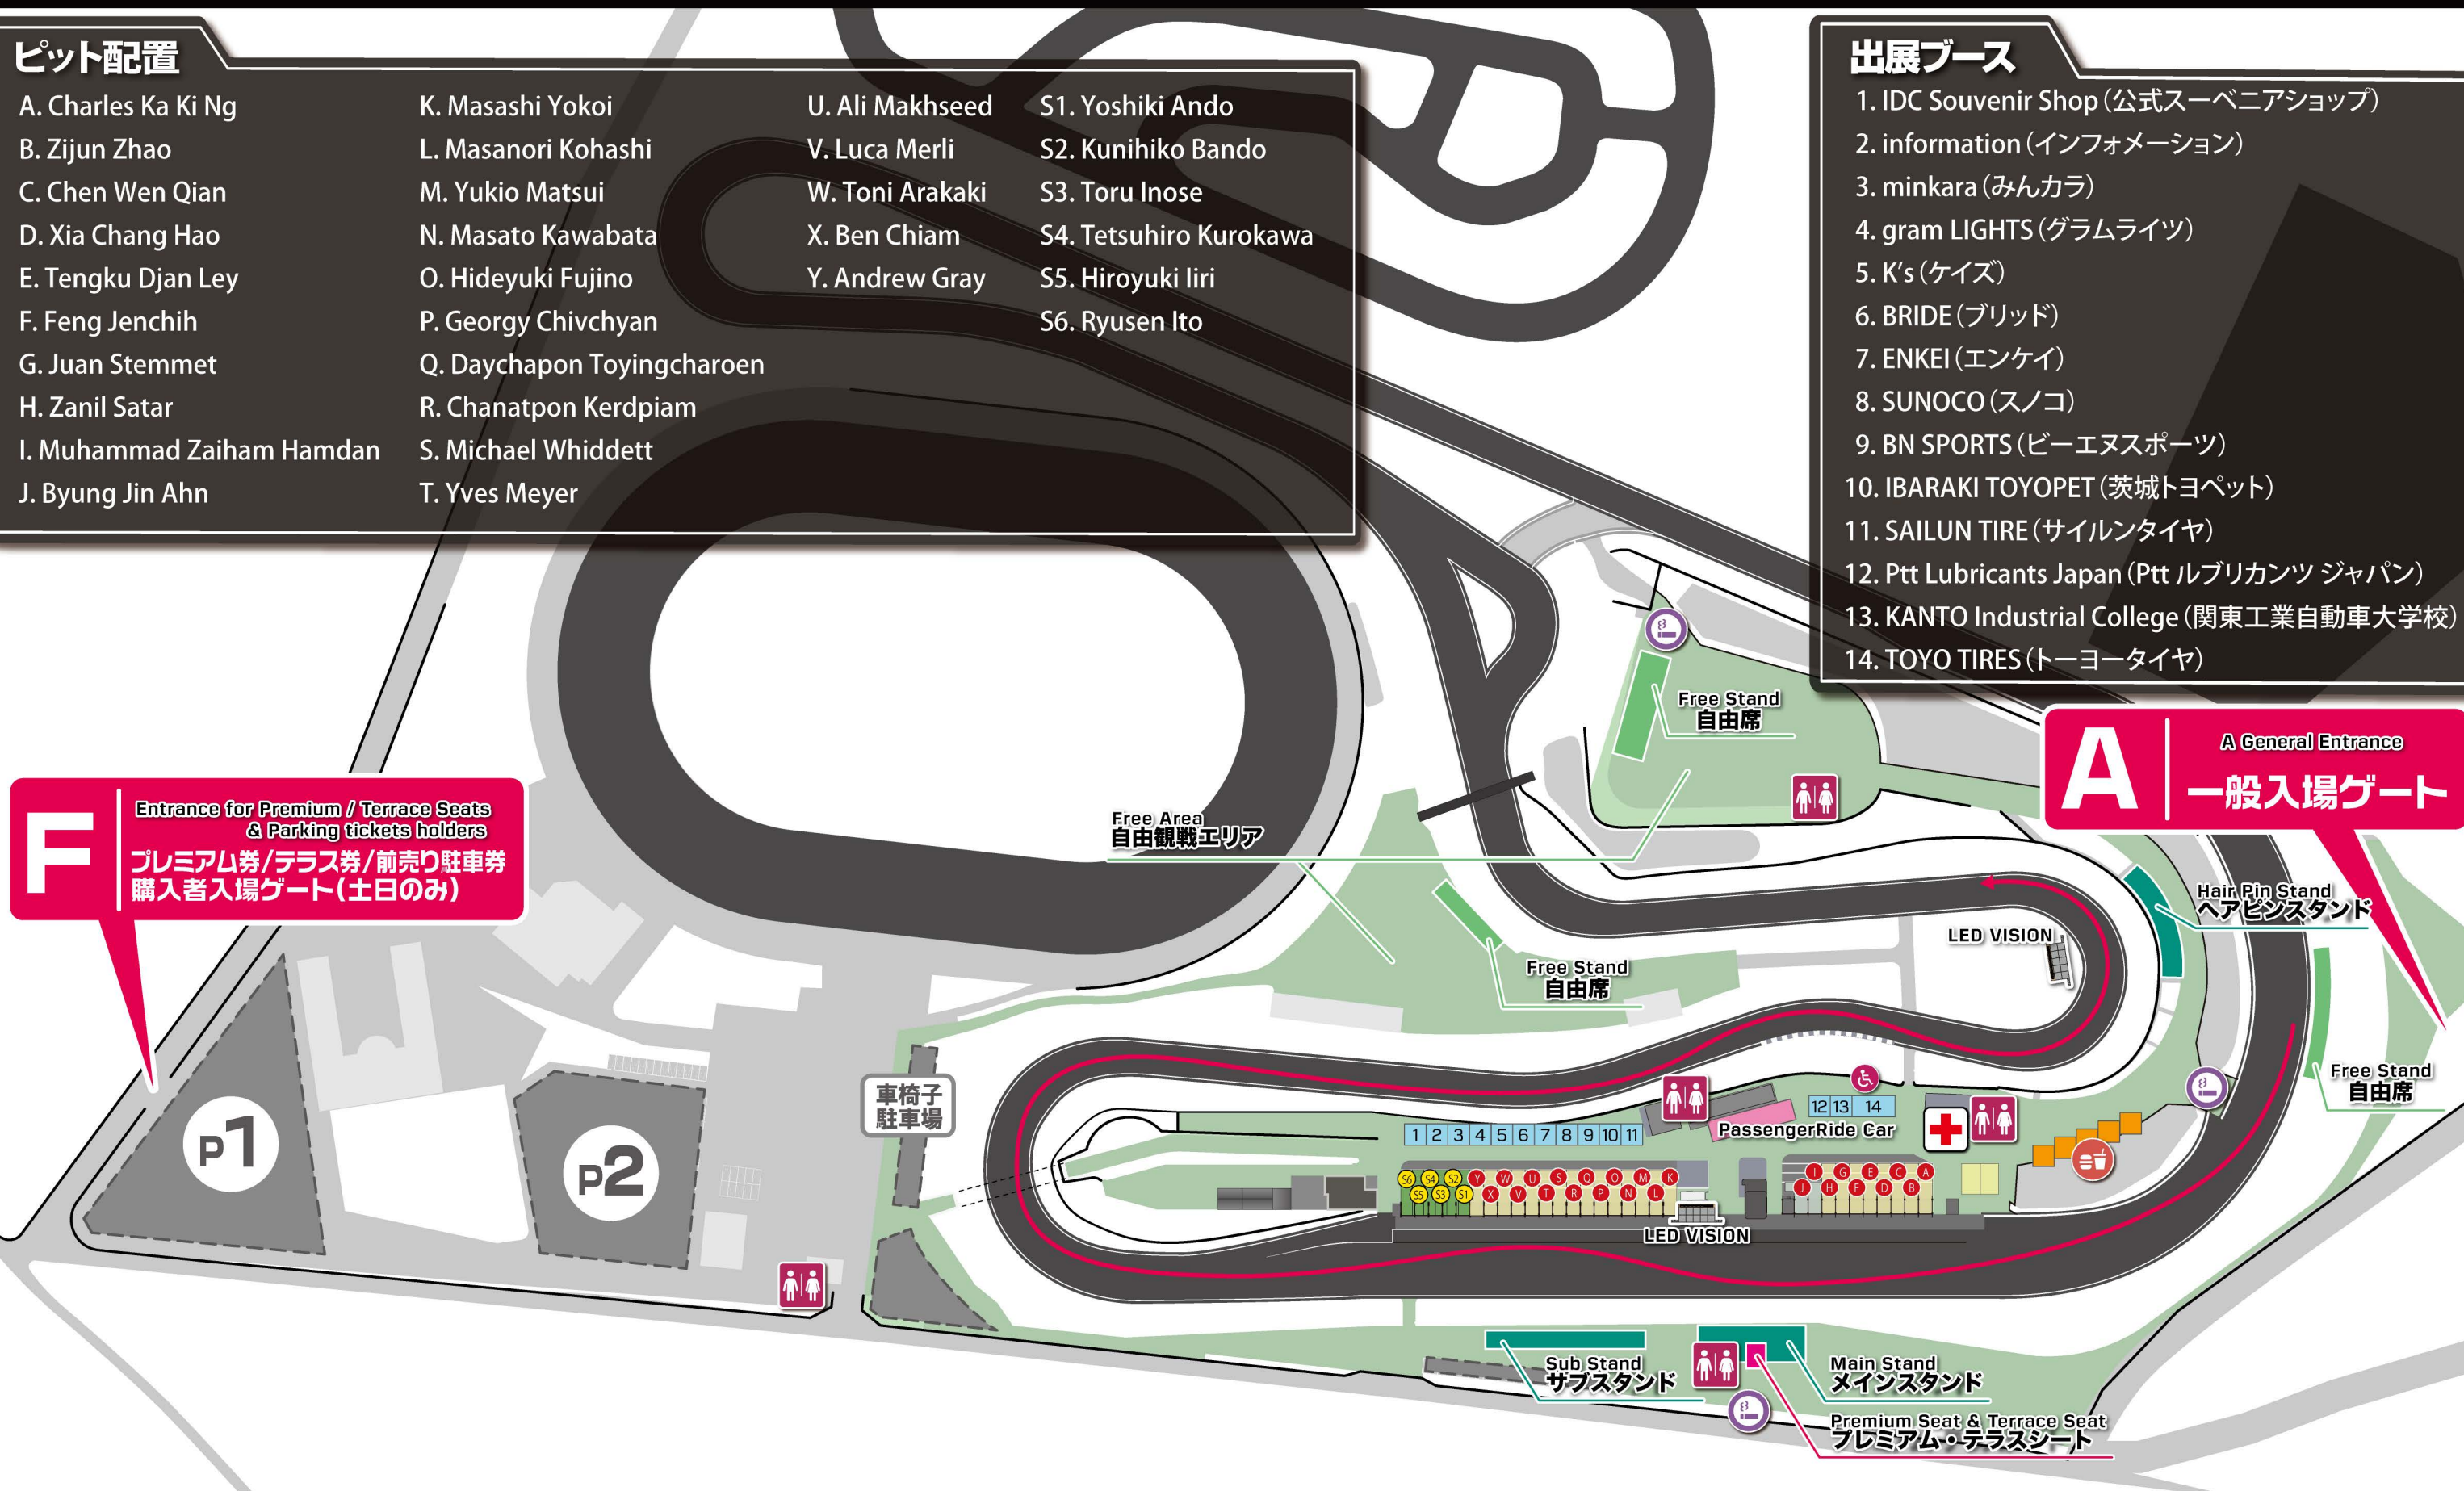 ピット配置
A. Charles Ka Ki Ng
B. Zijun Zhao
C. Chen Wen Qian
D. Xia Chang Hao
E. Tengku Djan Ley
F. Feng Jenchih
G. Juan Stemmet
H. Zanil Satar
I. Muhammad Zaiham Hamdan
J. Byung Jin Ahn
K. Masashi Yokoi
L. Masanori Kohashi
M. Yukio Matsui
N. Masato Kawabata
O. Hideyuki Fujino
P. Georgy Chivchyan
Q. Daychapon Toyingcharoen
R. Chanatpon Kerdpiam
S. Michael Whiddett
T. Yves Meyer
U. Ali Makhseed
V. Luca Merli
W. Toni Arakaki
X. Ben Chiam
Y. Andrew Gray
S1. Yoshiki Ando
S2. Kunihiko Bando
S3. Toru Inose
S4. Tetsuhiro Kurokawa
S5. Hiroyuki Iiri
S6. Ryusen Ito
出展ブース
1. IDC Souvenir Shop（公式スーベニアショップ）
2. information（インフォメーション）
3. minkara（みんカラ）
4. gram LIGHTS（グラムライツ）
5. K's（ケイズ）
6. BRIDE（ブリッド）
7. ENKEI（エンケイ）
8. SUNOCO（スノコ）
9. BN SPORTS（ビーエヌスポーツ）
10. IBARAKI TOYOPET（茨城トヨペット）
11. SAILUN TIRE（サイルンタイヤ）
12. Ptt Lubricants Japan（Ptt ルブリカンツ ジャパン）
13. KANTO Industrial College（関東工業自動車大学校）
14. TOYO TIRES（トーヨータイヤ）
Free Stand
自由席
A
A General Entrance
一般入場ゲート
F
Entrance for Premium / Terrace Seats
& Parking tickets holders
プレミアム券/テラス券/前売り駐車券
購入者入場ゲート(土日のみ)
Free Area
自由観戦エリア
Hair Pin Stand
ヘアピンスタンド
LED VISION
Free Stand
自由席
Free Stand
自由席
車椅子
駐車場
P1
P2
12 13 14
PassengerRide Car
1 2 3 4 5 6 7 8 9 10 11
S6 S4 S2 Y W U S Q O M K
S5 S3 S1 X V T R P N L
I G E C A
J H F D B
LED VISION
Sub Stand
サブスタンド
Main Stand
メインスタンド
Premium Seat & Terrace Seat
プレミアム・テラスシート